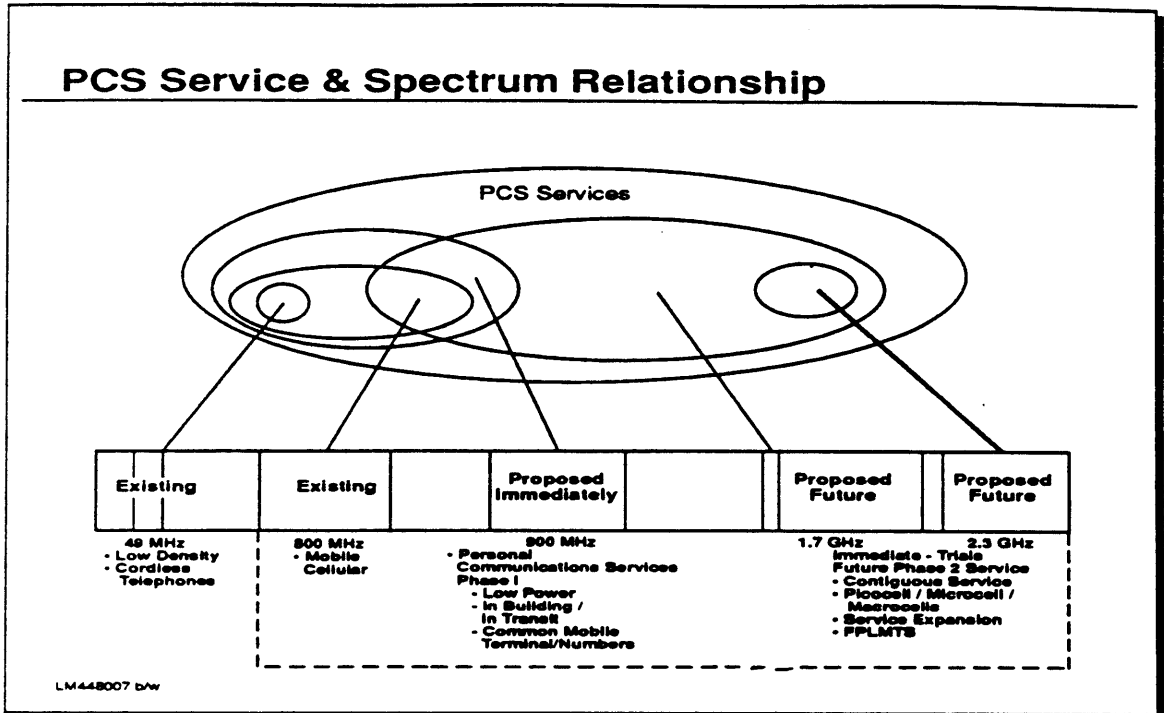 PCS Service & Spectrum Relationship
PCS Services
Existing
Existing
Proposed
Immediately
Proposed
Future
Proposed
Future
49 MHz
- Low Density
- Cordless
Telephones
800 MHz
- Mobile
Cellular
900 MHz
- Personal
Communications Services
Phase I
- Low Power
- In Building /
In Transit
- Common Mobile
Terminal/Numbers
1.7 GHz
2.3 GHz
Immediate - Trials
Future Phase 2 Service
- Contiguous Service
- Picocell / Microcell /
Macrocells
- Service Expansion
- FPLMTS
LM448007 b/w